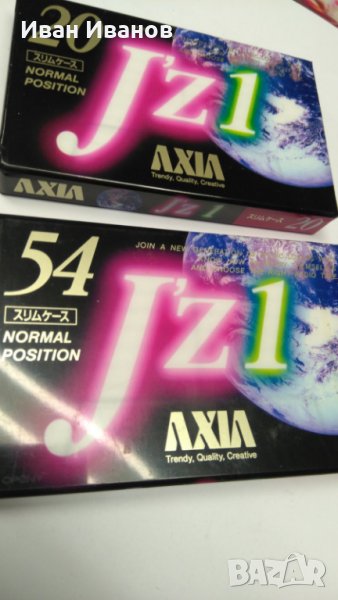 Иван Иванов
20
スリムケース
NORMAL
POSITION
J'z1
AXIA
Trendy, Quality, Creative
AXIA
J'z1
スリムケース
20
54
JOIN A NEW
AND CHOOSE
スリムケース
NORMAL
POSITION
J'z1
AXIA
Trendy, Quality, Creative
BAZAR